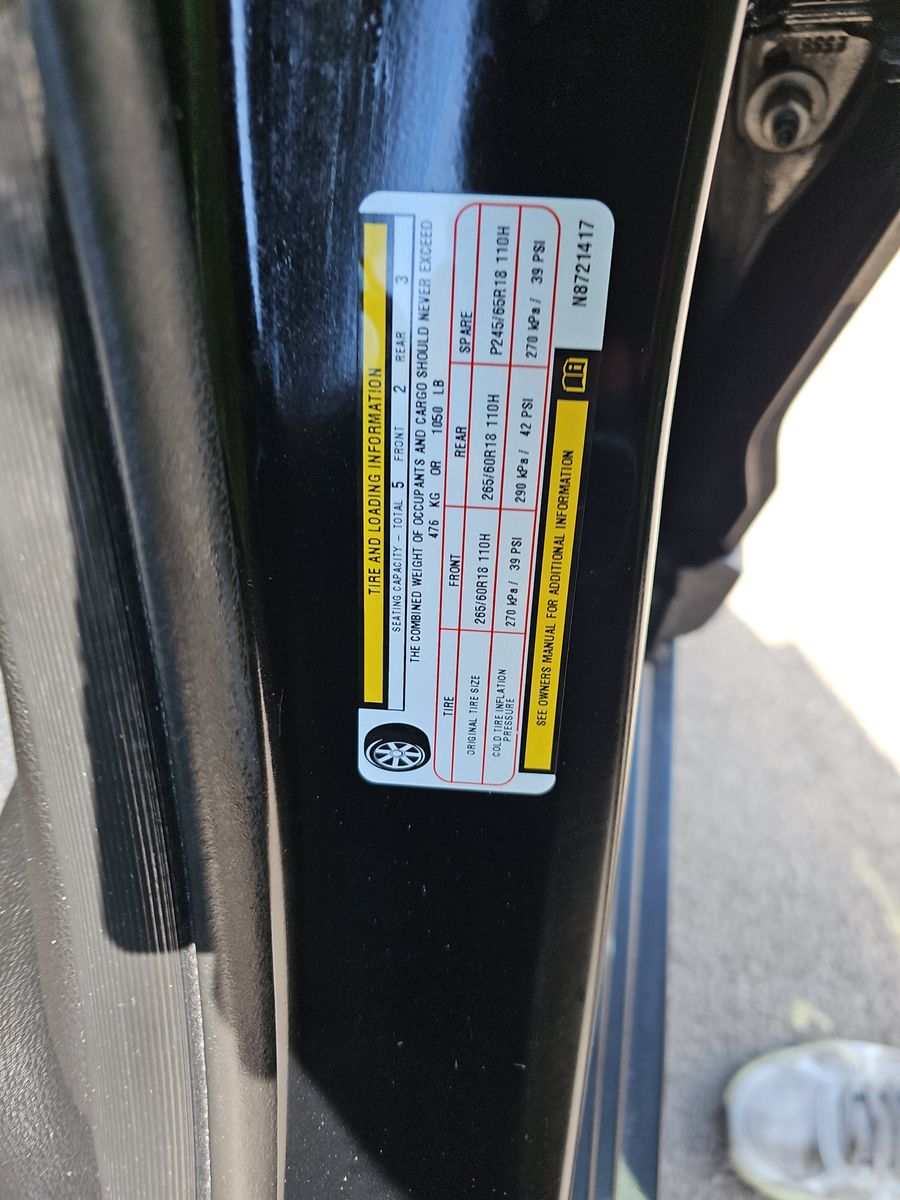 TIRE AND LOADING INFORMATION
SEATING CAPACITY - TOTAL 5 FRONT 2 REAR 3
THE COMBINED WEIGHT OF OCCUPANTS AND CARGO SHOULD NEVER EXCEED
476 KG OR 1050 LB
TIRE FRONT REAR SPARE
ORIGINAL TIRE SIZE 265/60R18 110H 265/60R18 110H P245/65R18 110H
COLD TIRE INFLATION PRESSURE 270 kPa / 39 PSI 290 kPa / 42 PSI 270 kPa / 39 PSI
SEE OWNERS MANUAL FOR ADDITIONAL INFORMATION
N8721417